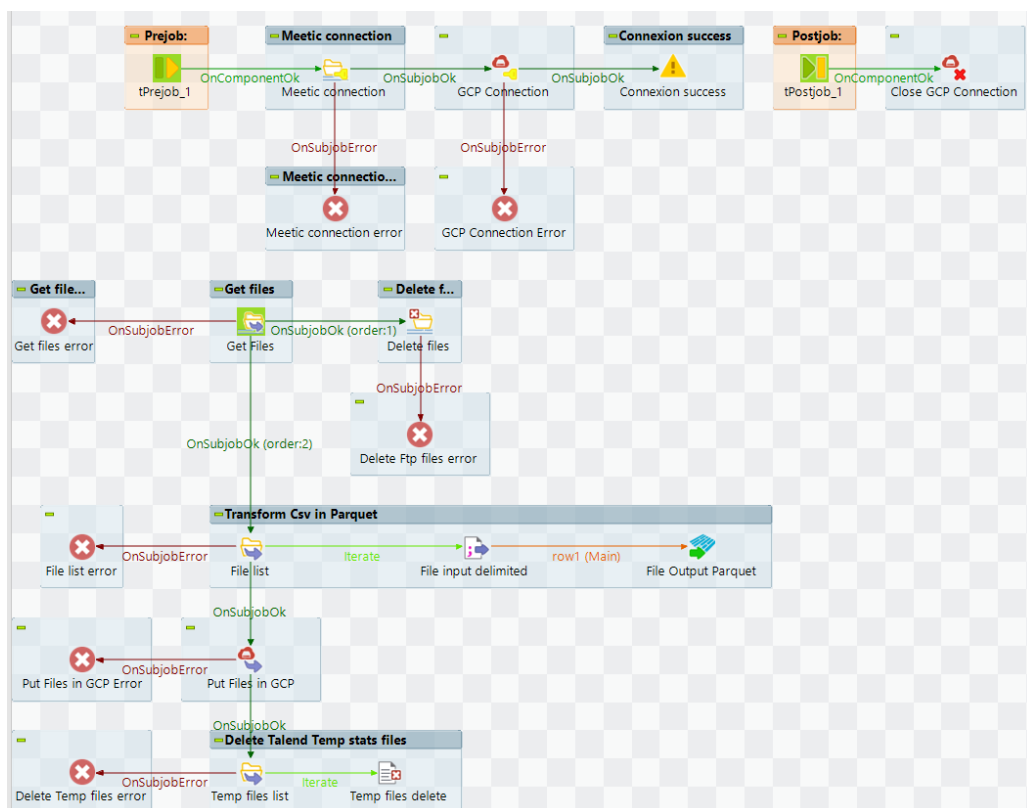 Prejob:
Meetic connection
Connexion success
Postjob:
OnComponentOk
OnSubjobOk
OnSubjobOk
OnComponentOk
tPrejob_1
Meetic connection
GCP Connection
Connexion success
tPostjob_1
Close GCP Connection
OnSubjobError
OnSubjobError
Meetic connectio...
Meetic connection error
GCP Connection Error
Get file...
Get files
Delete f...
OnSubjobError
OnSubjobOk (order:1)
Get files error
Get Files
Delete files
OnSubjobError
OnSubjobOk (order:2)
Delete Ftp files error
Transform Csv in Parquet
OnSubjobError
Iterate
row1 (Main)
File list error
File list
File input delimited
File Output Parquet
OnSubjobOk
OnSubjobError
Put Files in GCP Error
Put Files in GCP
OnSubjobOk
Delete Talend Temp stats files
OnSubjobError
Iterate
Delete Temp files error
Temp files list
Temp files delete